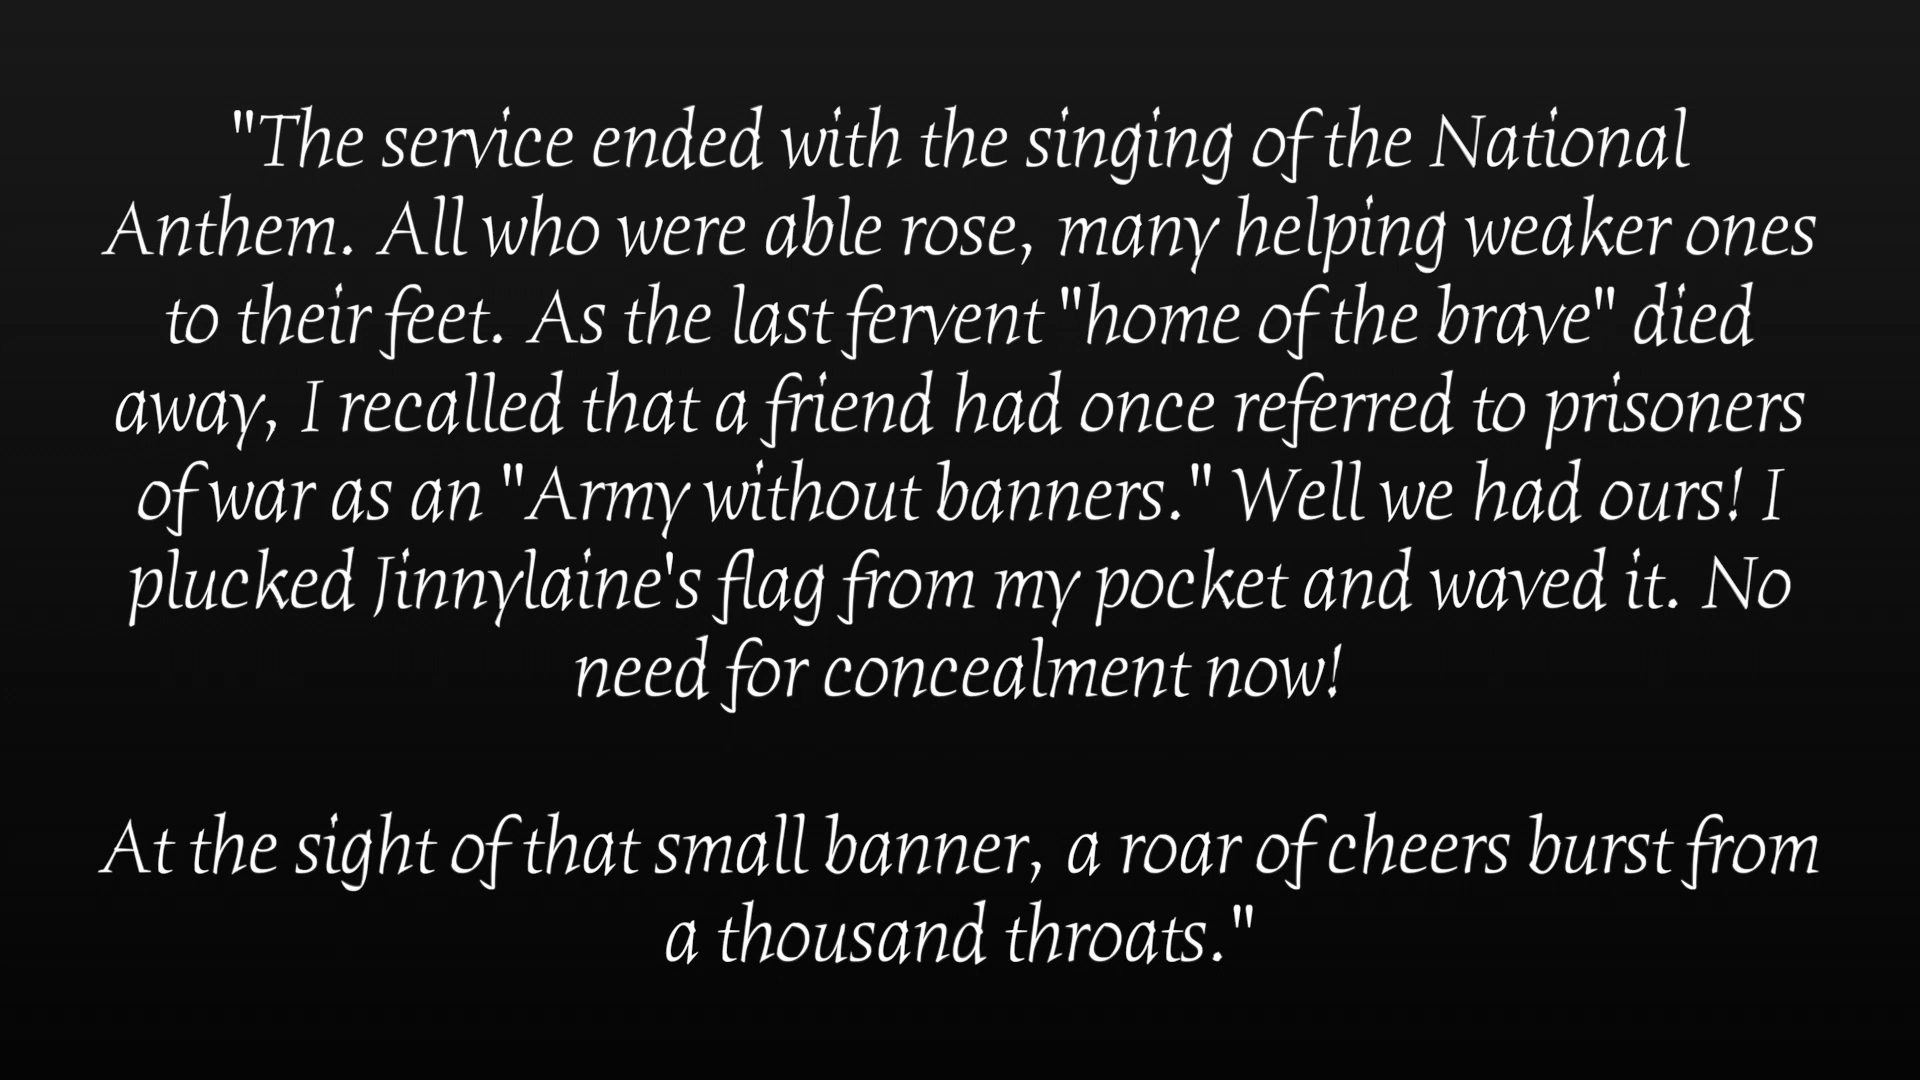 "The service ended with the singing of the National
Anthem. All who were able rose, many helping weaker ones
to their feet. As the last fervent "home of the brave" died
away, I recalled that a friend had once referred to prisoners
of war as an "Army without banners." Well we had ours! I
plucked Jinnylaine's flag from my pocket and waved it. No
need for concealment now!
At the sight of that small banner, a roar of cheers burst from
a thousand throats."